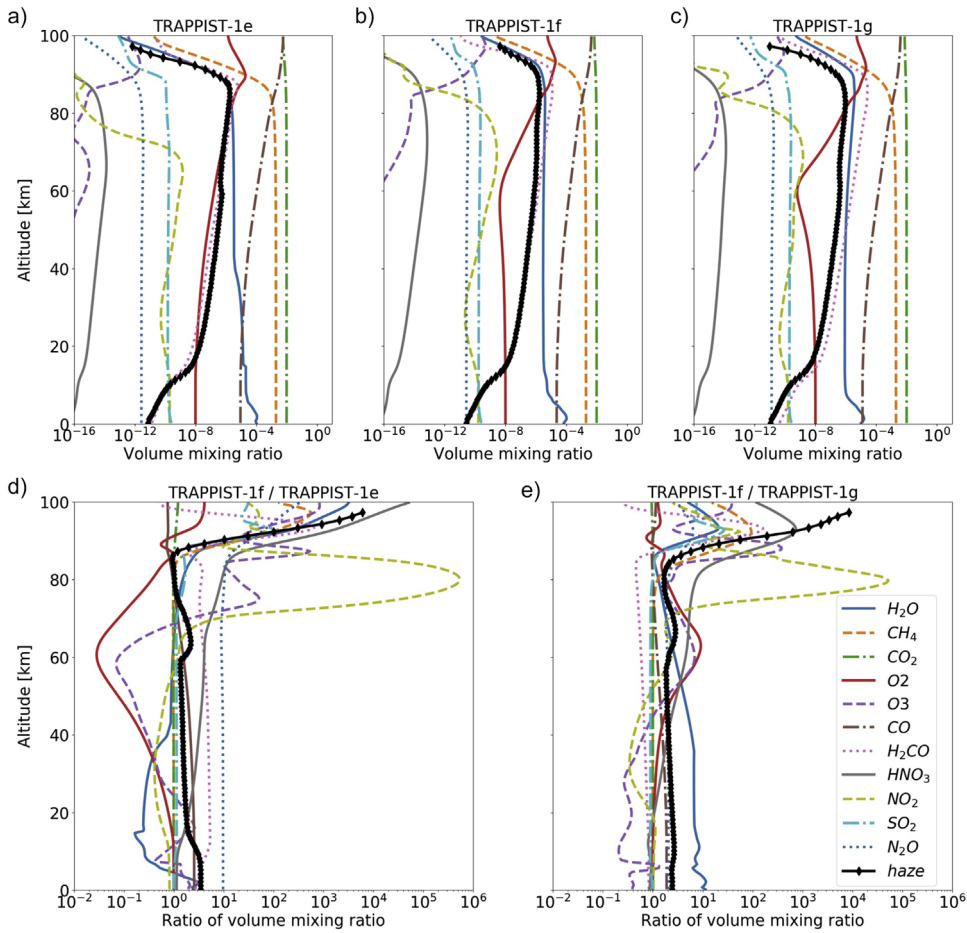 a) TRAPPIST-1e
b) TRAPPIST-1f
c) TRAPPIST-1g
Altitude [km]
100
80
60
40
20
0
10^-16 10^-12 10^-8 10^-4 10^0
10^-16 10^-12 10^-8 10^-4 10^0
10^-16 10^-12 10^-8 10^-4 10^0
Volume mixing ratio
Volume mixing ratio
Volume mixing ratio
d) TRAPPIST-1f / TRAPPIST-1e
e) TRAPPIST-1f / TRAPPIST-1g
Altitude [km]
100
80
60
40
20
0
100
80
60
40
20
0
H₂O
CH₄
CO₂
O2
O3
CO
H₂CO
HNO₃
NO₂
SO₂
N₂O
haze
10^-2 10^-1 10^0 10^1 10^2 10^3 10^4 10^5 10^6
10^-2 10^-1 10^0 10^1 10^2 10^3 10^4 10^5 10^6
Ratio of volume mixing ratio
Ratio of volume mixing ratio